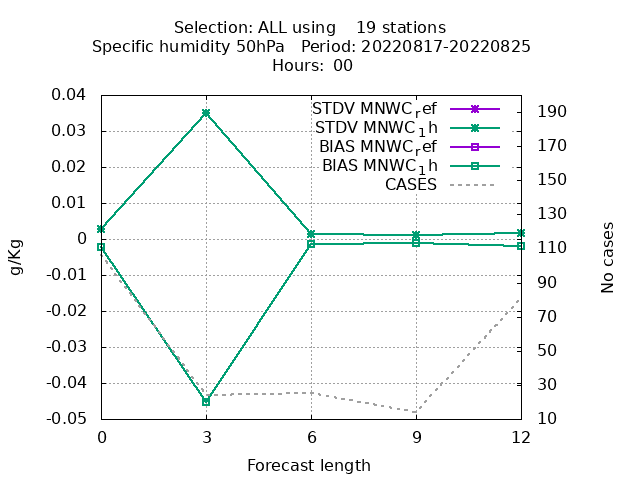 Selection: ALL using    19 stations
Specific humidity 50hPa   Period: 20220817-20220825
Hours:  00
STDV MNWC_ref
STDV MNWC_1h
BIAS MNWC_ref
BIAS MNWC_1h
CASES
g/Kg
0.04
0.03
0.02
0.01
0
-0.01
-0.02
-0.03
-0.04
-0.05
190
170
150
130
110
90
70
50
30
10
No cases
0 3 6 9 12
Forecast length